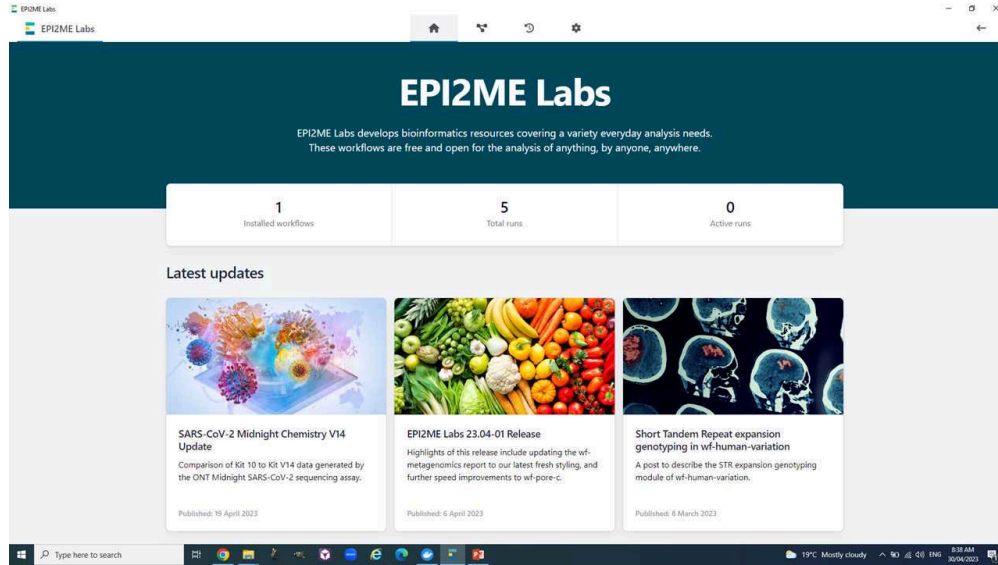 EPI2ME Labs
EPI2ME Labs
EPI2ME Labs
EPI2ME Labs develops bioinformatics resources covering a variety everyday analysis needs.
These workflows are free and open for the analysis of anything, by anyone, anywhere.
1
Installed workflows
5
Total runs
0
Active runs
Latest updates
SARS-CoV-2 Midnight Chemistry V14
Update
Comparison of Kit 10 to Kit V14 data generated by
the ONT Midnight SARS-CoV-2 sequencing assay.
Published: 19 April 2023
EPI2ME Labs 23.04-01 Release
Highlights of this release include updating the wf-
metagenomics report to our latest fresh styling, and
further speed improvements to wf-pore-c.
Published: 6 April 2023
Short Tandem Repeat expansion
genotyping in wf-human-variation
A post to describe the STR expansion genotyping
module of wf-human-variation.
Published: 8 March 2023
Type here to search
19°C Mostly cloudy
ENG
8:38 AM
30/04/2023